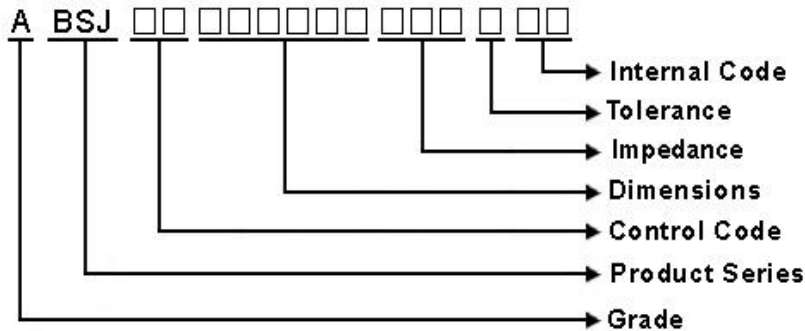 A BSJ □□ □□□□□□ □□□ □ □□
Internal Code
Tolerance
Impedance
Dimensions
Control Code
Product Series
Grade